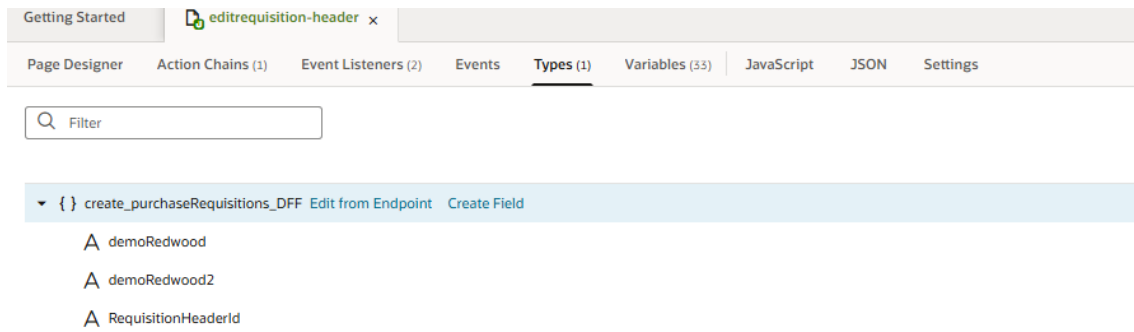 Getting Started editrequisition-header x
Page Designer Action Chains (1) Event Listeners (2) Events Types (1) Variables (33) JavaScript JSON Settings
Filter
{ } create_purchaseRequisitions_DFF Edit from Endpoint Create Field
A demoRedwood
A demoRedwood2
A RequisitionHeaderId